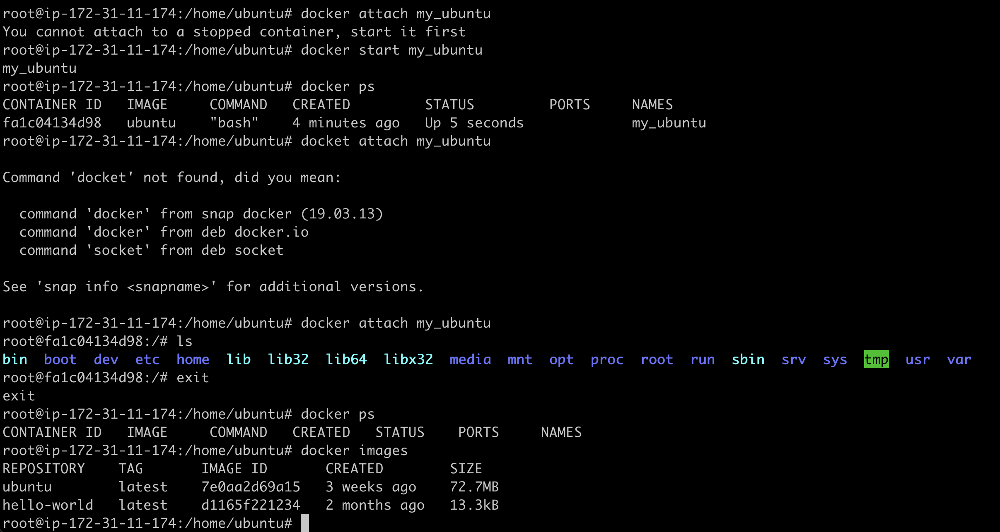 root@ip-172-31-11-174:/home/ubuntu# docker attach my_ubuntu
You cannot attach to a stopped container, start it first
root@ip-172-31-11-174:/home/ubuntu# docker start my_ubuntu
my_ubuntu
root@ip-172-31-11-174:/home/ubuntu# docker ps
CONTAINER ID   IMAGE     COMMAND   CREATED         STATUS         PORTS     NAMES
fa1c04134d98   ubuntu    "bash"    4 minutes ago   Up 5 seconds             my_ubuntu
root@ip-172-31-11-174:/home/ubuntu# docket attach my_ubuntu

Command 'docket' not found, did you mean:

  command 'docker' from snap docker (19.03.13)
  command 'docker' from deb docker.io
  command 'socket' from deb socket

See 'snap info <snapname>' for additional versions.

root@ip-172-31-11-174:/home/ubuntu# docker attach my_ubuntu
root@fa1c04134d98:/# ls
bin  boot  dev  etc  home  lib  lib32  lib64  libx32  media  mnt  opt  proc  root  run  sbin  srv  sys  tmp  usr  var
root@fa1c04134d98:/# exit
exit
root@ip-172-31-11-174:/home/ubuntu# docker ps
CONTAINER ID   IMAGE     COMMAND   CREATED   STATUS    PORTS     NAMES
root@ip-172-31-11-174:/home/ubuntu# docker images
REPOSITORY    TAG       IMAGE ID       CREATED        SIZE
ubuntu        latest    7e0aa2d69a15   3 weeks ago    72.7MB
hello-world   latest    d1165f221234   2 months ago   13.3kB
root@ip-172-31-11-174:/home/ubuntu#